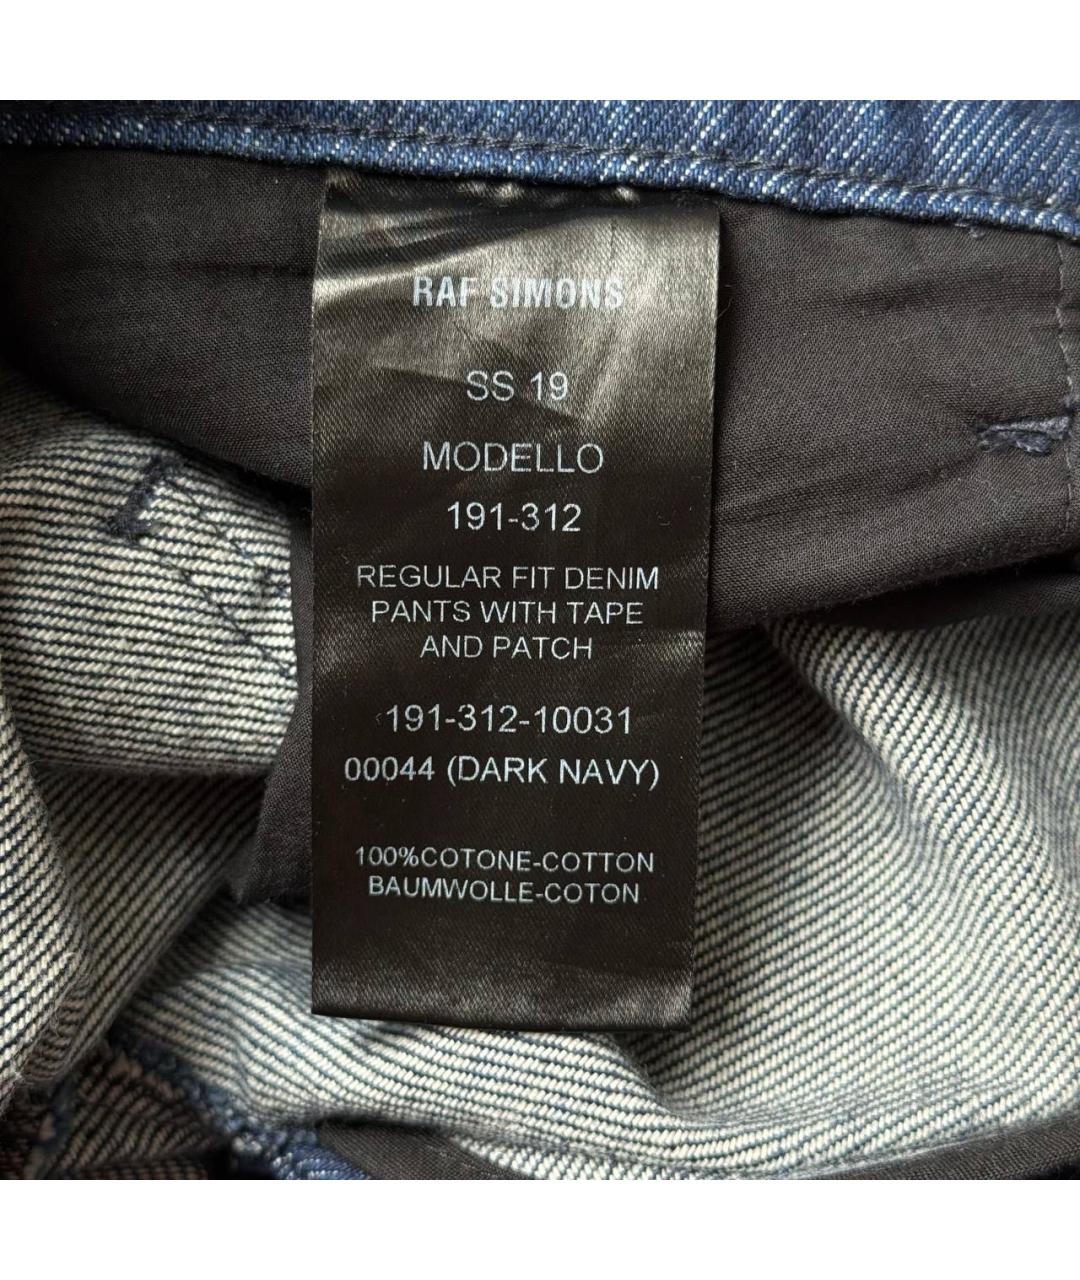 RAF SIMONS
SS 19
MODELLO
191-312
REGULAR FIT DENIM
PANTS WITH TAPE
AND PATCH
191-312-10031
00044 (DARK NAVY)
100%COTONE-COTTON
BAUMWOLLE-COTON